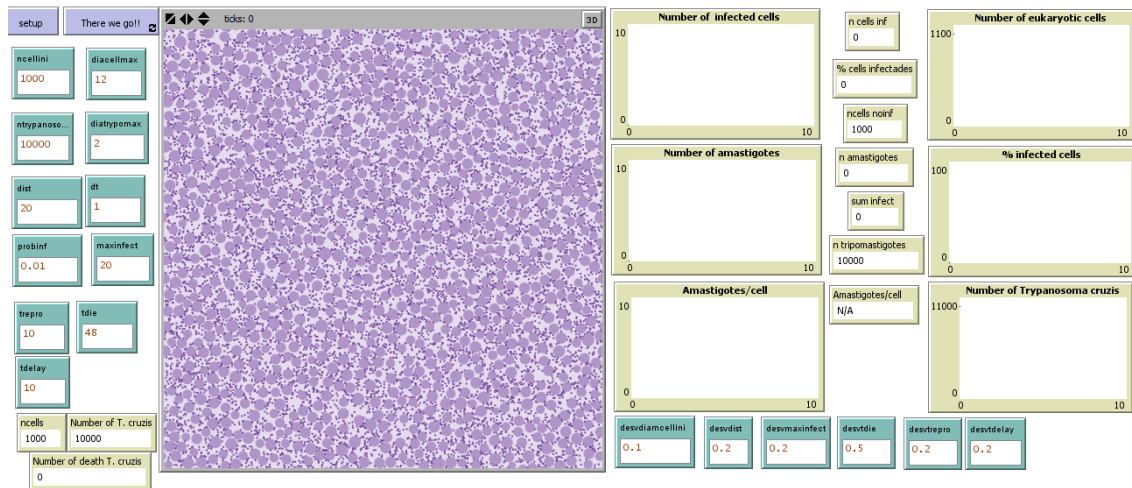 setup
There we go!!
ticks: 0
3D
ncellini
1000
diacellmax
12
ntrypanoso...
10000
diatrypomax
2
dist
20
dt
1
probinf
0.01
maxinfect
20
trepro
10
tdie
48
tdelay
10
ncells
1000
Number of T. cruzis
10000
Number of death T. cruzis
0
Number of infected cells
10
0
0
10
n cells inf
0
% cells infectades
0
ncells noinf
1000
Number of eukaryotic cells
1100
0
0
10
Number of amastigotes
10
0
0
10
n amastigotes
0
sum infect
0
n tripomastigotes
10000
% infected cells
100
0
0
10
Amastigotes/cell
10
0
0
10
Amastigotes/cell
N/A
Number of Trypanosoma cruzis
11000
0
0
10
desvdiamcellini
0.1
desvdist
0.2
desvmaxinfect
0.2
desvtdie
0.5
desvtrepro
0.2
desvtdelay
0.2